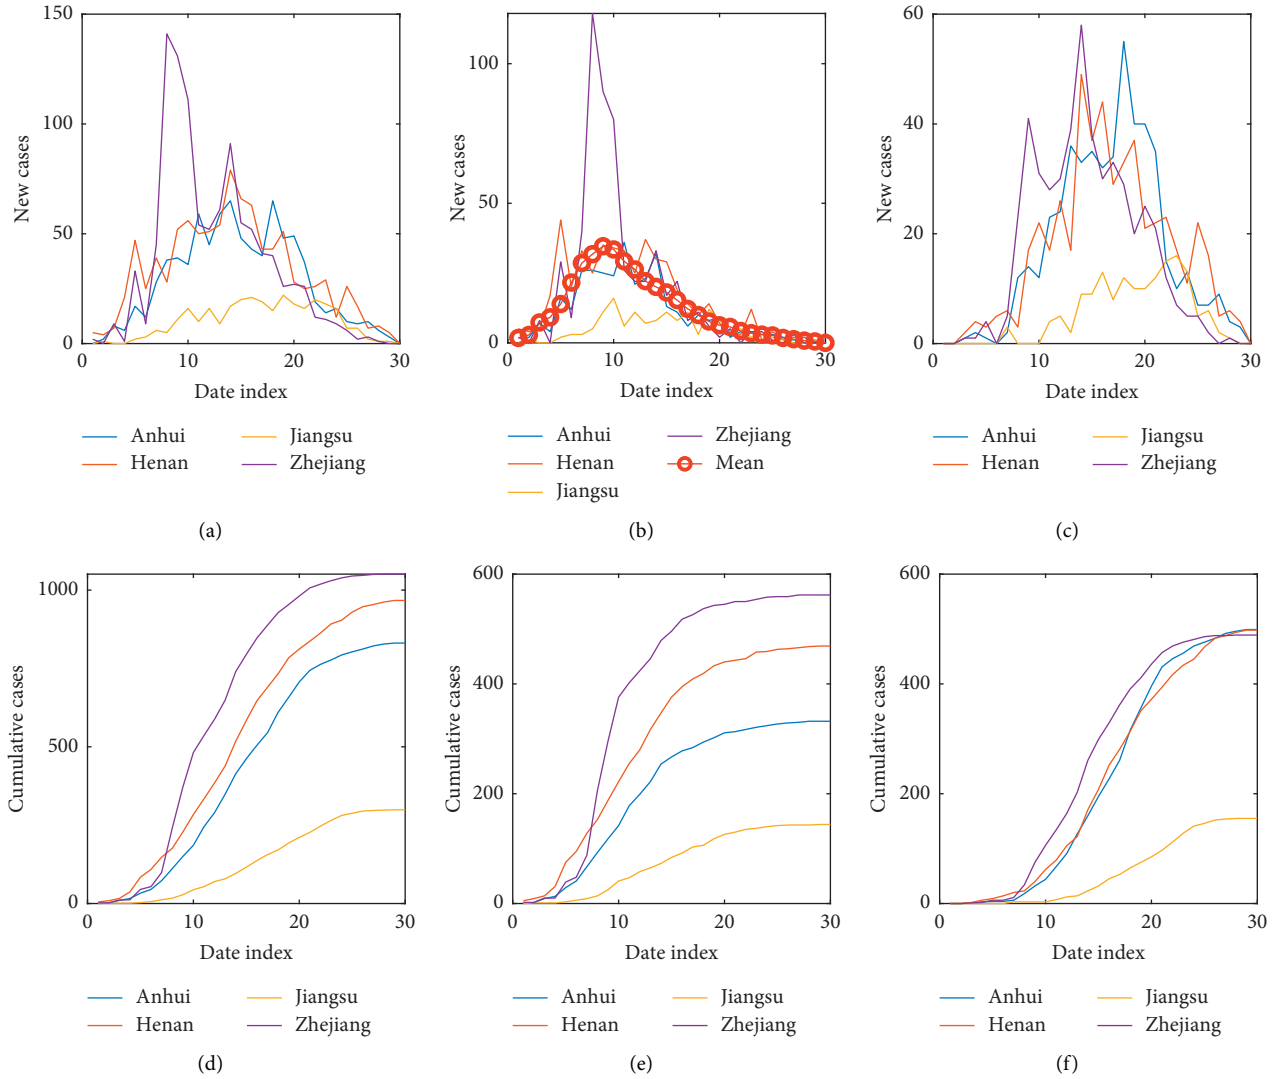 150
100
50
0
New cases
0 10 20 30
Date index
Anhui Jiangsu
Henan Zhejiang
(a)
100
50
0
New cases
0 10 20 30
Date index
Anhui Zhejiang
Henan Mean
Jiangsu
(b)
60
40
20
0
New cases
0 10 20 30
Date index
Anhui Jiangsu
Henan Zhejiang
(c)
1000
500
0
Cumulative cases
0 10 20 30
Date index
Anhui Jiangsu
Henan Zhejiang
(d)
600
400
200
0
Cumulative cases
0 10 20 30
Date index
Anhui Jiangsu
Henan Zhejiang
(e)
600
400
200
0
Cumulative cases
0 10 20 30
Date index
Anhui Jiangsu
Henan Zhejiang
(f)